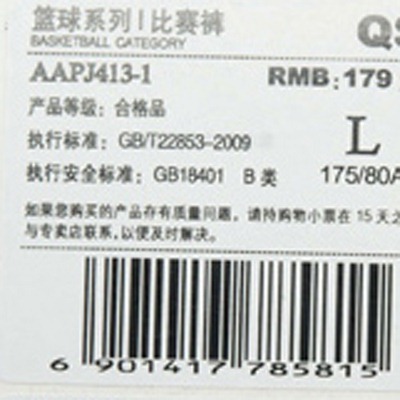 篮球系列 | 比赛裤
BASKETBALL CATEGORY
QS
AAPJ413-1
RMB:179
产品等级: 合格品
执行标准: GB/T22853-2009
L
执行安全标准: GB18401 B 类
175/80A
如果您购买的产品存有质量问题, 请持购物小票在 15 天之
与专卖店联系,以便及时解决。
6 901417 785815